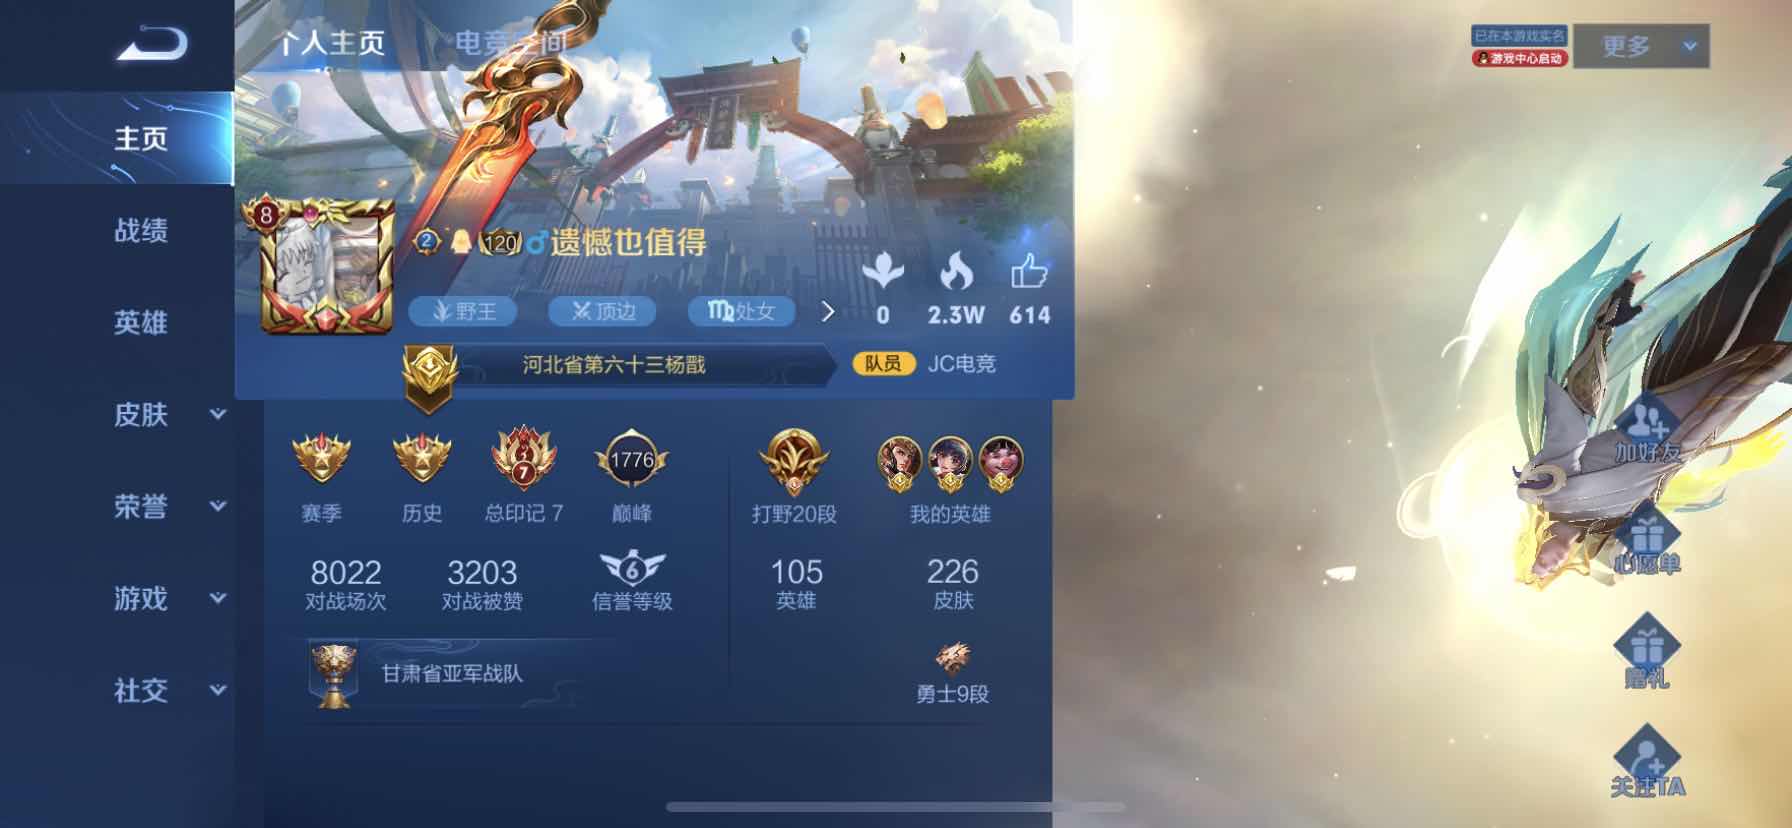 个人主页
电竞空间
已在本游戏实名
游戏中心启动
更多
主页
战绩
英雄
皮肤
荣誉
游戏
社交
8
2
120
遗憾也值得
野王
顶边
处女
0
2.3W
614
河北省第六十三杨戬
队员
JC电竞
7
1776
赛季
历史
总印记 7
巅峰
打野20段
我的英雄
8022
3203
6
105
226
对战场次
对战被赞
信誉等级
英雄
皮肤
甘肃省亚军战队
勇士9段
加好友
心愿单
赠礼
关注TA